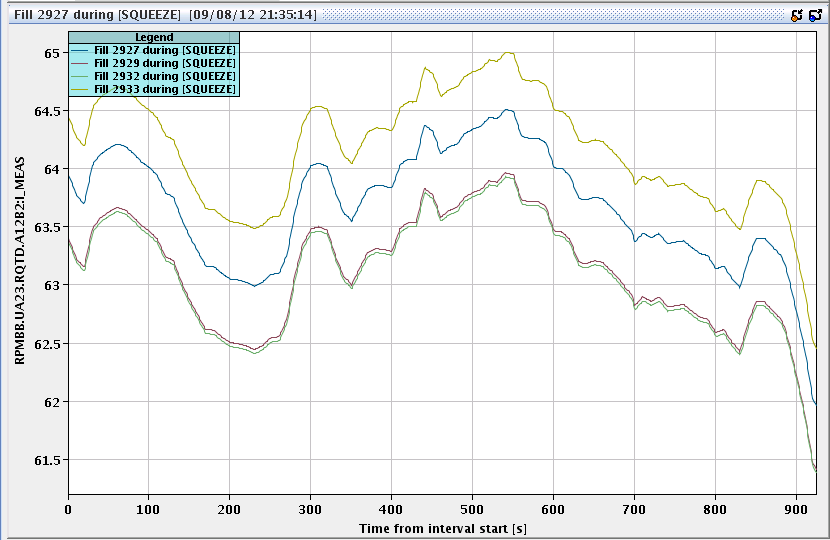 Fill 2927 during [SQUEEZE] [09/08/12 21:35:14]
Legend
Fill 2927 during [SQUEEZE]
Fill 2929 during [SQUEEZE]
Fill 2932 during [SQUEEZE]
Fill 2933 during [SQUEEZE]
65
64.5
64
63.5
63
62.5
62
61.5
RPMBB.UA23.RQTD.A12B2:I_MEAS
0 100 200 300 400 500 600 700 800 900
Time from interval start [s]